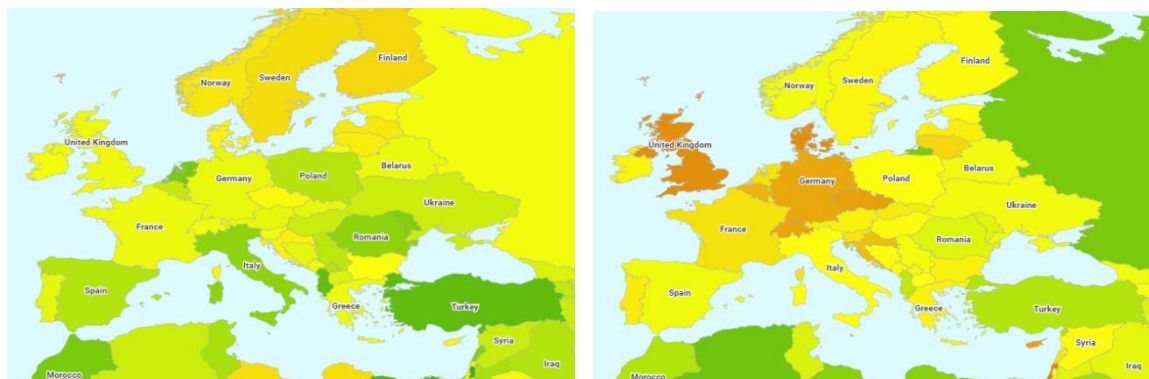 Finland
Norway
Sweden
United Kingdom
Belarus
Germany
Poland
Ukraine
France
Romania
Italy
Spain
Greece
Turkey
Syria
Iraq
Morocco
Finland
Norway
Sweden
United Kingdom
Belarus
Germany
Poland
Ukraine
France
Romania
Italy
Spain
Greece
Turkey
Syria
Iraq
Morocco